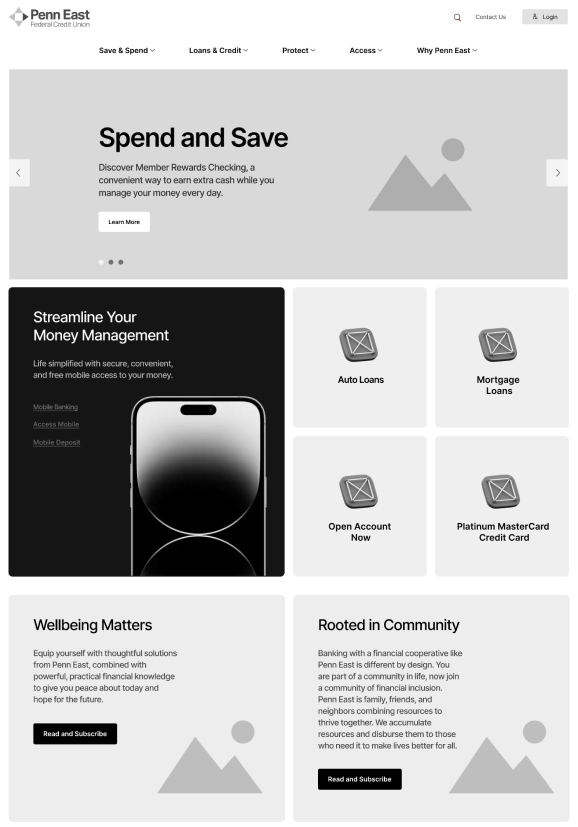 Penn East
Federal Credit Union
Contact Us
Login
Save & Spend
Loans & Credit
Protect
Access
Why Penn East
Spend and Save
Discover Member Rewards Checking, a
convenient way to earn extra cash while you
manage your money every day.
Learn More
Streamline Your
Money Management
Life simplified with secure, convenient,
and free mobile access to your money.
Mobile Banking
Access Mobile
Mobile Deposit
Auto Loans
Mortgage
Loans
Open Account
Now
Platinum MasterCard
Credit Card
Wellbeing Matters
Equip yourself with thoughtful solutions
from Penn East, combined with
powerful, practical financial knowledge
to give you peace about today and
hope for the future.
Read and Subscribe
Rooted in Community
Banking with a financial cooperative like
Penn East is different by design. You
are part of a community in life, now join
a community of financial inclusion.
Penn East is family, friends, and
neighbors combining resources to
thrive together. We accumulate
resources and disburse them to those
who need it to make lives better for all.
Read and Subscribe